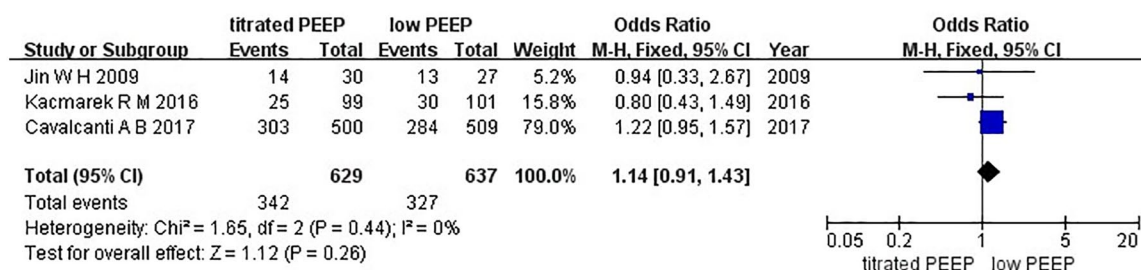 titrated PEEP low PEEP Odds Ratio Odds Ratio
Study or Subgroup Events Total Events Total Weight M-H, Fixed, 95% CI Year M-H, Fixed, 95% CI
Jin W H 2009 14 30 13 27 5.2% 0.94 [0.33, 2.67] 2009
Kacmarek R M 2016 25 99 30 101 15.8% 0.80 [0.43, 1.49] 2016
Cavalcanti A B 2017 303 500 284 509 79.0% 1.22 [0.95, 1.57] 2017
Total (95% CI) 629 637 100.0% 1.14 [0.91, 1.43]
Total events 342 327
Heterogeneity: Chi² = 1.65, df = 2 (P = 0.44); I² = 0%
Test for overall effect: Z = 1.12 (P = 0.26)
0.05 0.2 1 5 20
titrated PEEP low PEEP